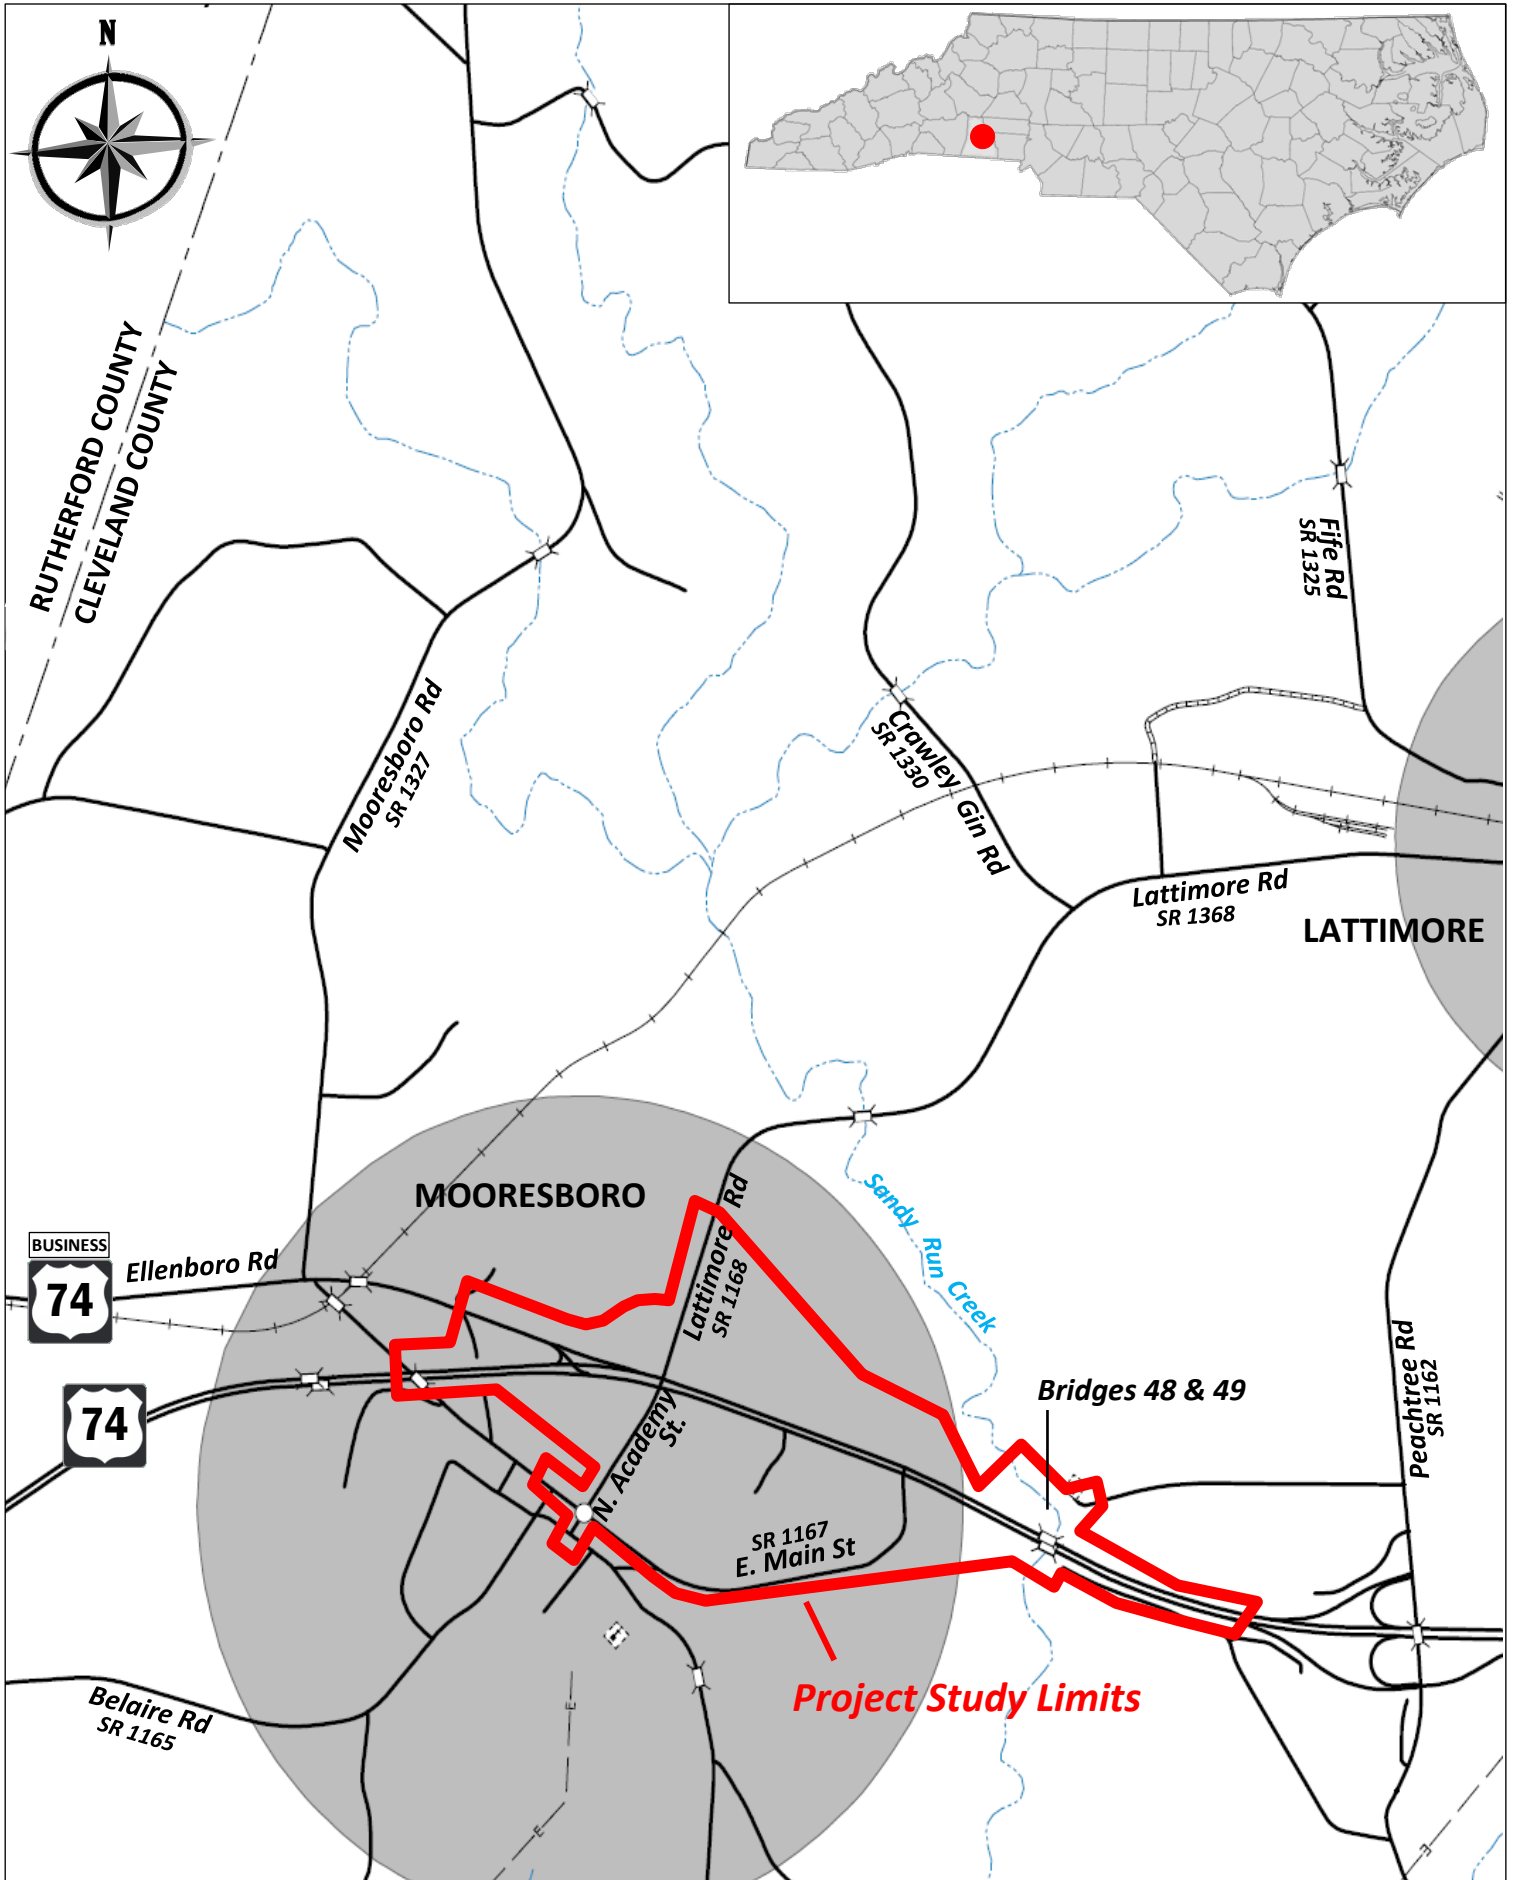 N
RUTHERFORD COUNTY
CLEVELAND COUNTY
Fife Rd
SR 1325
Mooresboro Rd
SR 1327
Crawley Gin Rd
SR 1330
Lattimore Rd
SR 1368
LATTIMORE
MOORESBORO
Sandy Run Creek
BUSINESS
74
Ellenboro Rd
Lattimore Rd
SR 1168
74
Bridges 48 & 49
Peachtree Rd
SR 1162
N. Academy
St.
SR 1167
E. Main St
Project Study Limits
Belaire Rd
SR 1165
E
E
E